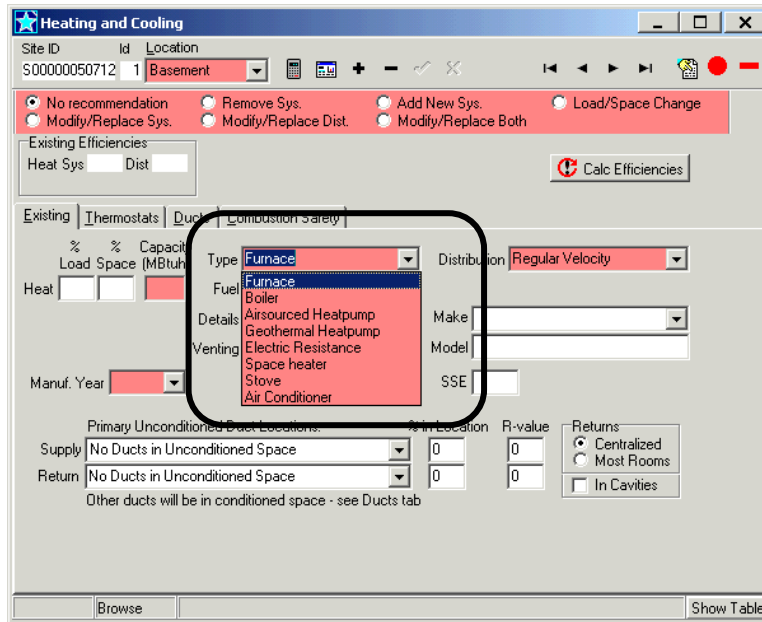 Heating and Cooling
Site ID Id Location
S00000050712 1 Basement
No recommendation Remove Sys. Add New Sys. Load/Space Change
Modify/Replace Sys. Modify/Replace Dist. Modify/Replace Both
Existing Efficiencies
Heat Sys Dist
Calc Efficiencies
Existing Thermostats Ducts Combustion Safety
% % Capacit
Load Space (MBtuh
Type Furnace Distribution Regular Velocity
Heat Fuel Furnace
Boiler
Details Airsourced Heatpump Make
Geothermal Heatpump
Venting Electric Resistance Model
Space heater
Manuf. Year Stove SSE
Air Conditioner
Primary Unconditioned Duct Locations: % in Location R-value Returns
Supply No Ducts in Unconditioned Space 0 0 Centralized
Most Rooms
Return No Ducts in Unconditioned Space 0 0 In Cavities
Other ducts will be in conditioned space - see Ducts tab
Browse Show Table